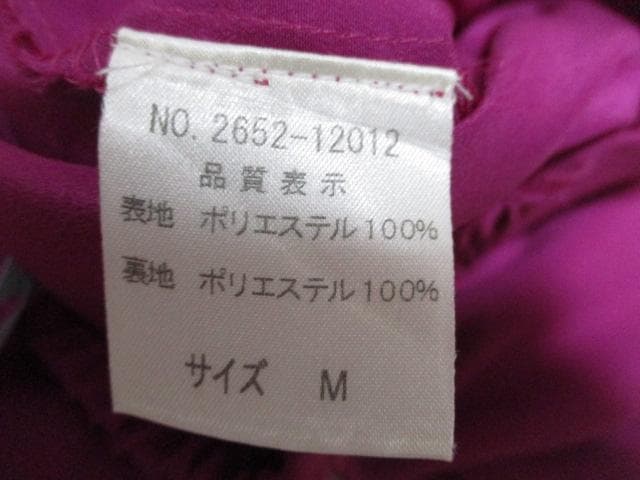 NO. 2652-12012
品質表示
表地 ポリエステル100%
裏地 ポリエステル100%
サイズ M